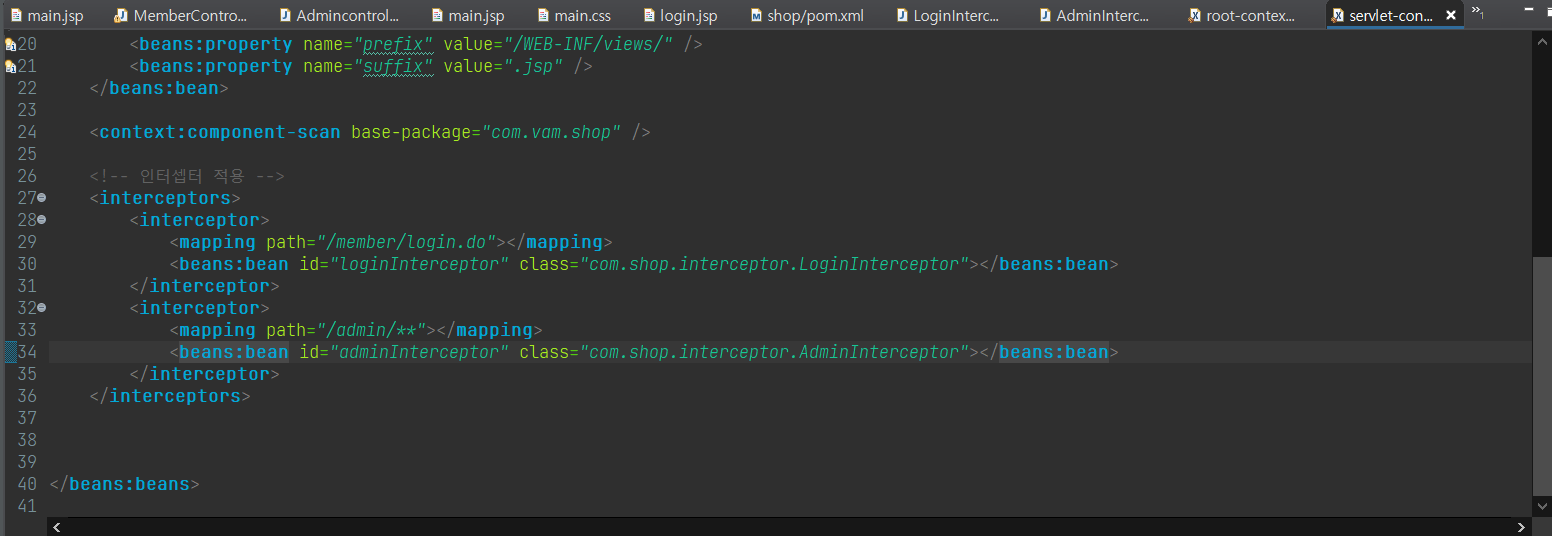 main.jsp MemberContro... Admincontrol... main.jsp main.css login.jsp shop/pom.xml LoginInterc... AdminInterc... root-contex... servlet-con... »1
20 <beans:property name="prefix" value="/WEB-INF/views/" />
21 <beans:property name="suffix" value=".jsp" />
22 </beans:bean>
23
24 <context:component-scan base-package="com.vam.shop" />
25
26 <!-- 인터셉터 적용 -->
27 <interceptors>
28 <interceptor>
29 <mapping path="/member/login.do"></mapping>
30 <beans:bean id="loginInterceptor" class="com.shop.interceptor.LoginInterceptor"></beans:bean>
31 </interceptor>
32 <interceptor>
33 <mapping path="/admin/**"></mapping>
34 <beans:bean id="adminInterceptor" class="com.shop.interceptor.AdminInterceptor"></beans:bean>
35 </interceptor>
36 </interceptors>
37
38
39
40 </beans:beans>
41